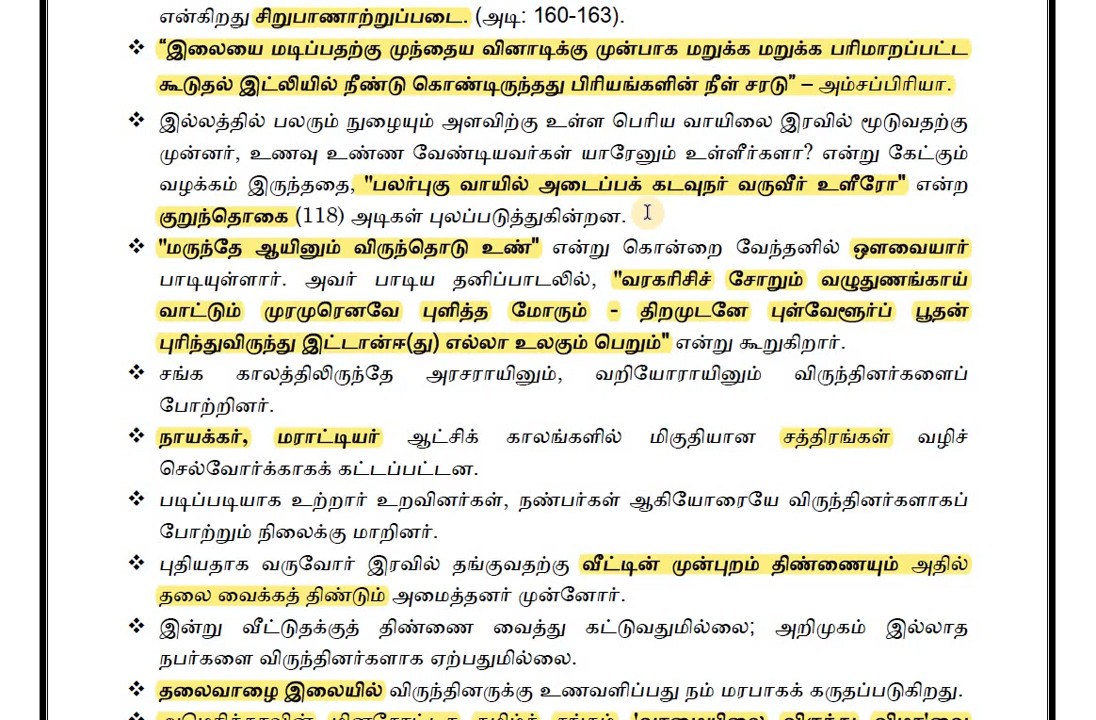 என்கிறது சிறுபாணாற்றுப்படை. (அடி: 160-163).
❖ “இலையை மடிப்பதற்கு முந்தைய வினாடிக்கு முன்பாக மறுக்க மறுக்க பரிமாறப்பட்ட
கூடுதல் இட்லியில் நீண்டு கொண்டிருந்தது பிரியங்களின் நீள் சரடு” – அம்சப்பிரியா.
❖ இல்லத்தில் பலரும் நுழையும் அளவிற்கு உள்ள பெரிய வாயிலை இரவில் மூடுவதற்கு
முன்னர், உணவு உண்ண வேண்டியவர்கள் யாரேனும் உள்ளீர்களா? என்று கேட்கும்
வழக்கம் இருந்ததை, "பலர்புகு வாயில் அடைப்பக் கடவுநர் வருவீர் உளீரோ" என்ற
குறுந்தொகை (118) அடிகள் புலப்படுத்துகின்றன.
❖ "மருந்தே ஆயினும் விருந்தொடு உண்" என்று கொன்றை வேந்தனில் ஔவையார்
பாடியுள்ளார். அவர் பாடிய தனிப்பாடலில், "வரகரிசிச் சோறும் வழுதுணங்காய்
வாட்டும் முரமுரெனவே புளித்த மோரும் - திறமுடனே புள்வேளூர்ப் பூதன்
புரிந்துவிருந்து இட்டான்ஈ(து) எல்லா உலகும் பெறும்" என்று கூறுகிறார்.
❖ சங்க காலத்திலிருந்தே அரசராயினும், வறியோராயினும் விருந்தினர்களைப்
போற்றினர்.
❖ நாயக்கர், மராட்டியர் ஆட்சிக் காலங்களில் மிகுதியான சத்திரங்கள் வழிச்
செல்வோர்க்காகக் கட்டப்பட்டன.
❖ படிப்படியாக உற்றார் உறவினர்கள், நண்பர்கள் ஆகியோரையே விருந்தினர்களாகப்
போற்றும் நிலைக்கு மாறினர்.
❖ புதியதாக வருவோர் இரவில் தங்குவதற்கு வீட்டின் முன்புறம் திண்ணையும் அதில்
தலை வைக்கத் திண்டும் அமைத்தனர் முன்னோர்.
❖ இன்று வீட்டுதக்குத் திண்ணை வைத்து கட்டுவதுமில்லை; அறிமுகம் இல்லாத
நபர்களை விருந்தினர்களாக ஏற்பதுமில்லை.
❖ தலைவாழை இலையில் விருந்தினருக்கு உணவளிப்பது நம் மரபாகக் கருதப்படுகிறது.